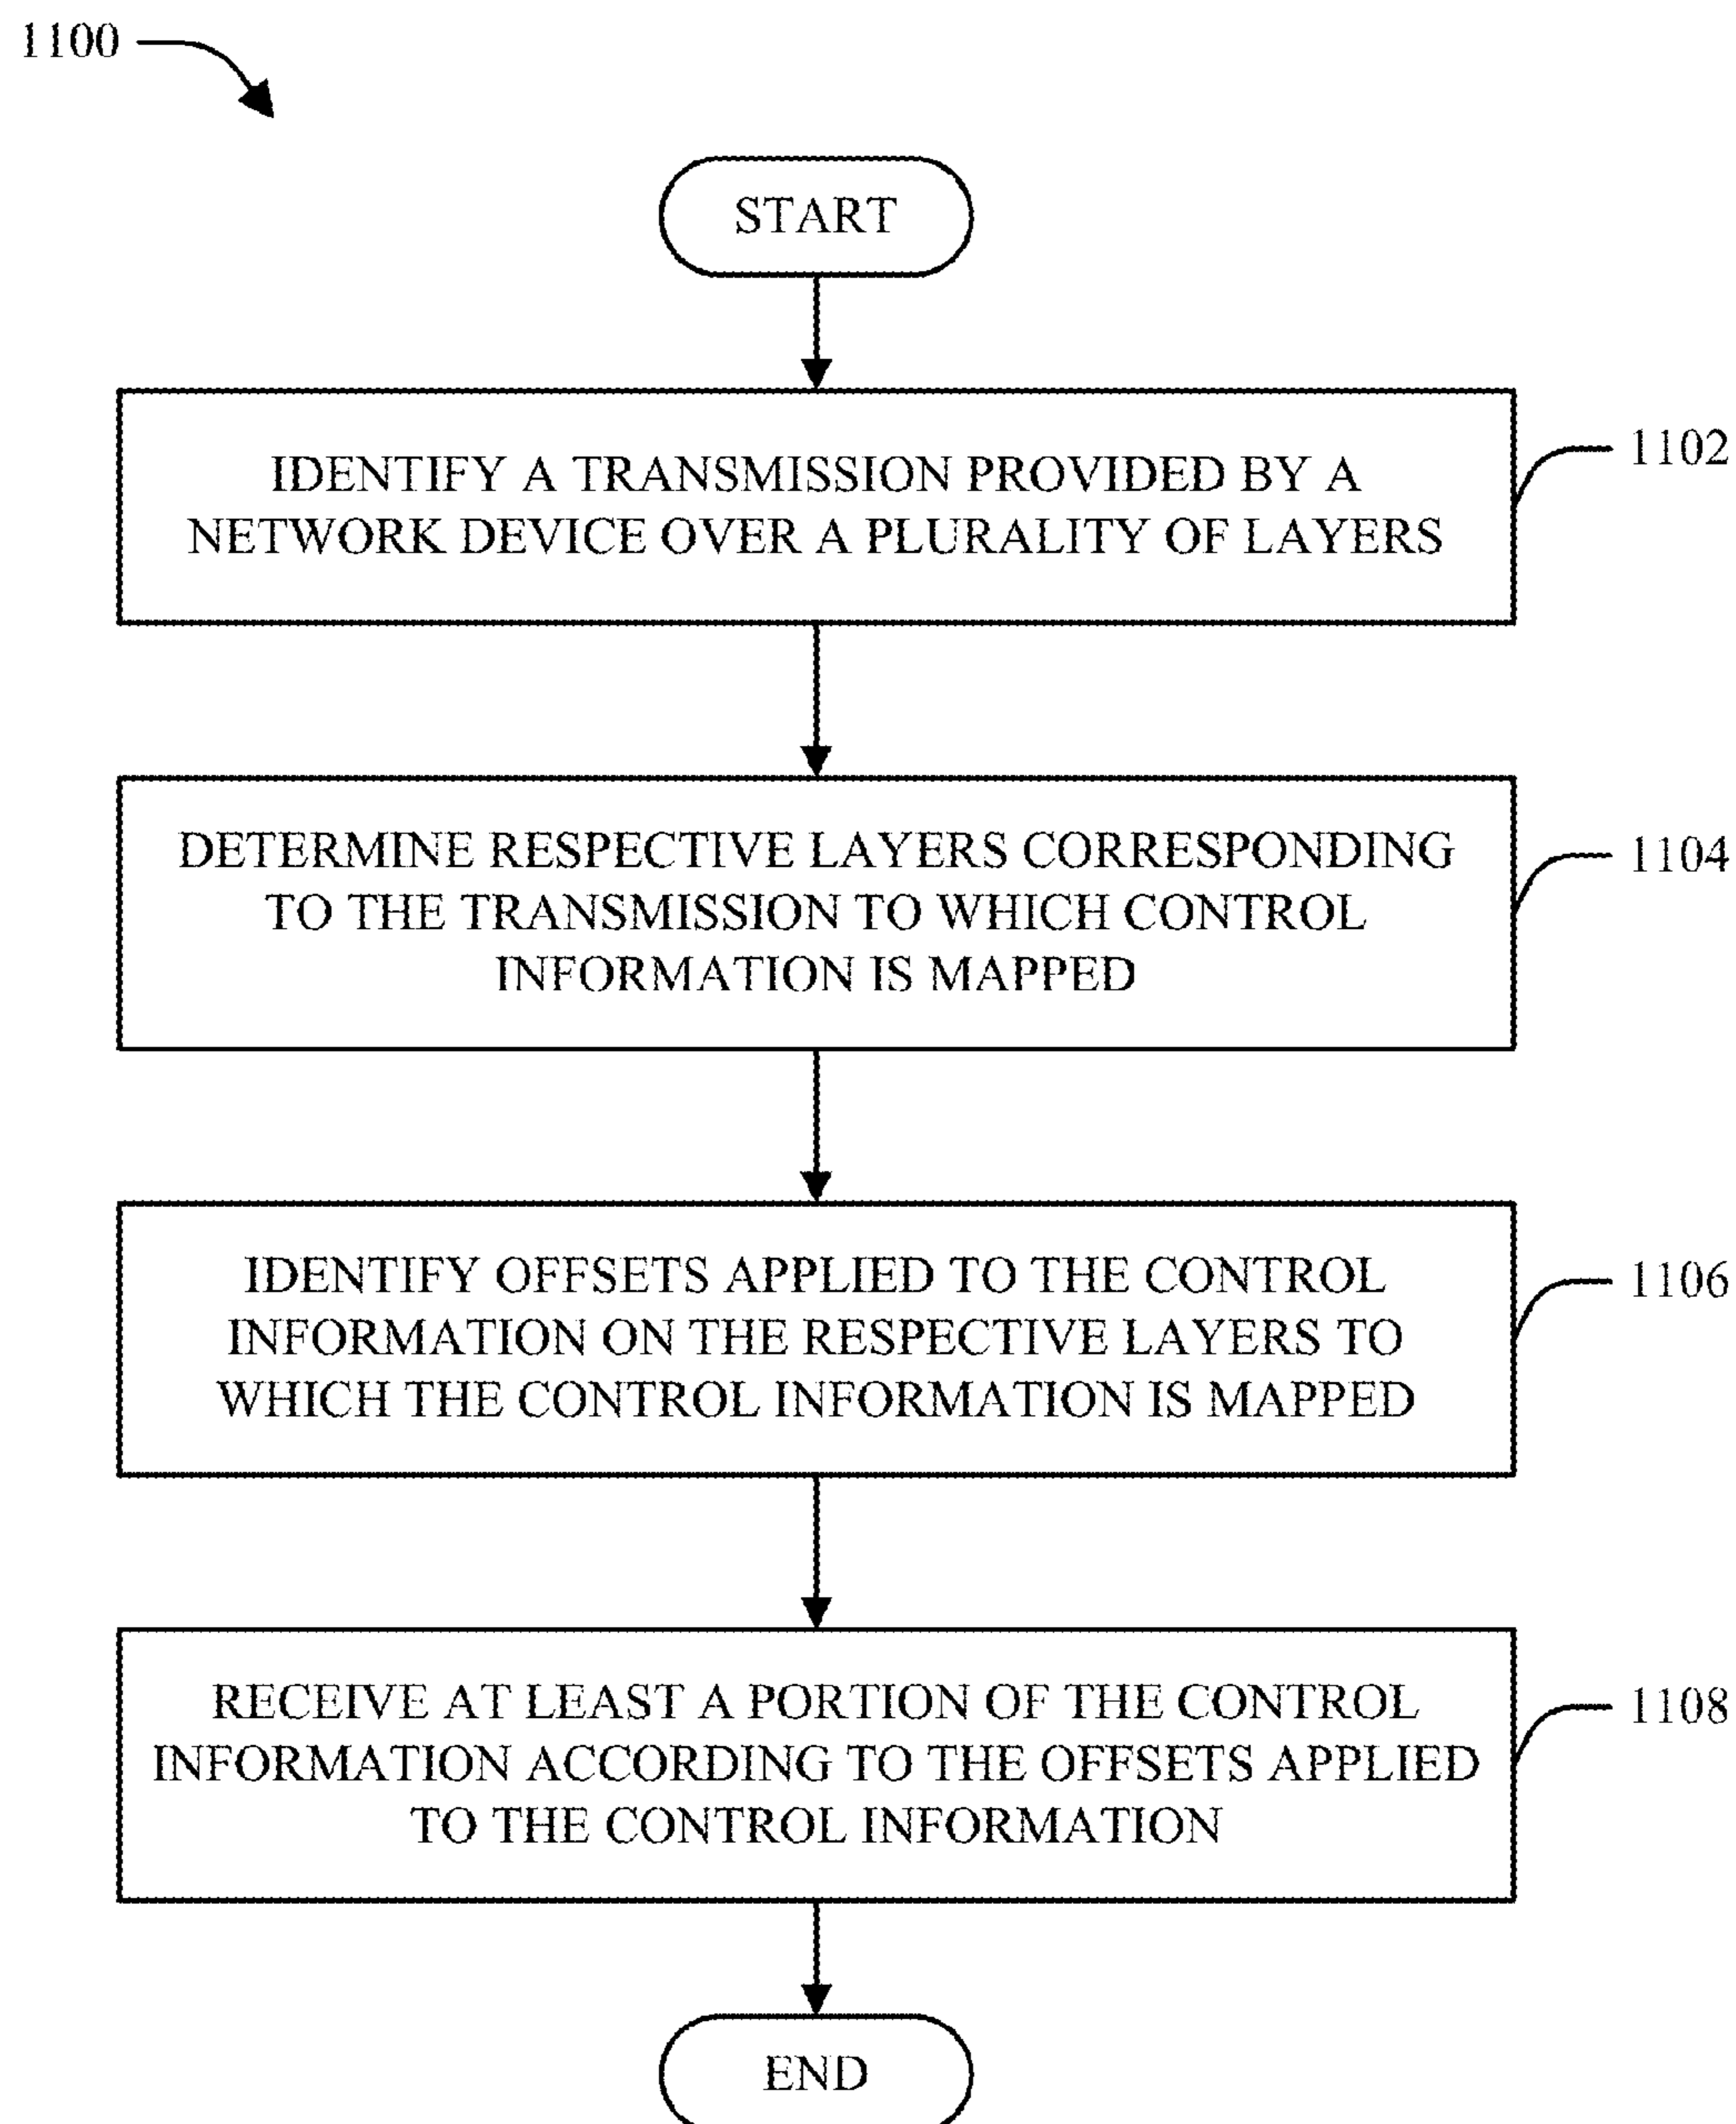 1100
START
IDENTIFY A TRANSMISSION PROVIDED BY A
NETWORK DEVICE OVER A PLURALITY OF LAYERS
1102
DETERMINE RESPECTIVE LAYERS CORRESPONDING
TO THE TRANSMISSION TO WHICH CONTROL
INFORMATION IS MAPPED
1104
IDENTIFY OFFSETS APPLIED TO THE CONTROL
INFORMATION ON THE RESPECTIVE LAYERS TO
WHICH THE CONTROL INFORMATION IS MAPPED
1106
RECEIVE AT LEAST A PORTION OF THE CONTROL
INFORMATION ACCORDING TO THE OFFSETS APPLIED
TO THE CONTROL INFORMATION
1108
END